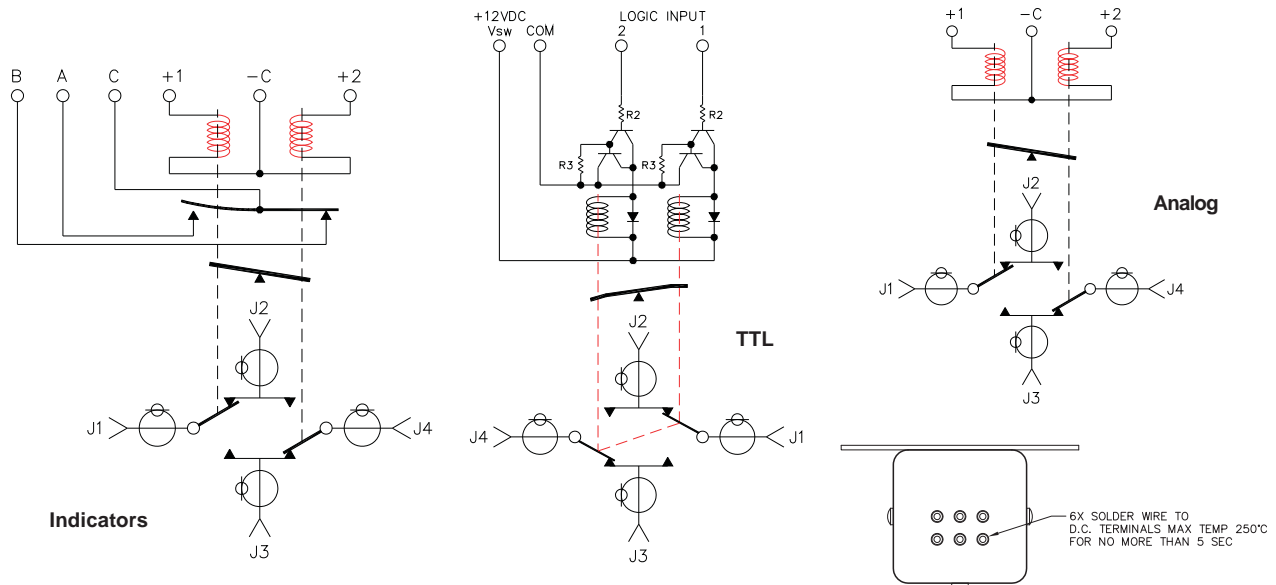 B A C +1 -C +2
J2
J1
J4
J3
Indicators
+12VDC LOGIC INPUT
Vsw COM 2 1
R2 R2
R3 R3
J2
TTL
J4
J1
J3
+1 -C +2
J2
Analog
J1
J4
J3
6X SOLDER WIRE TO
D.C. TERMINALS MAX TEMP 250°C
FOR NO MORE THAN 5 SEC